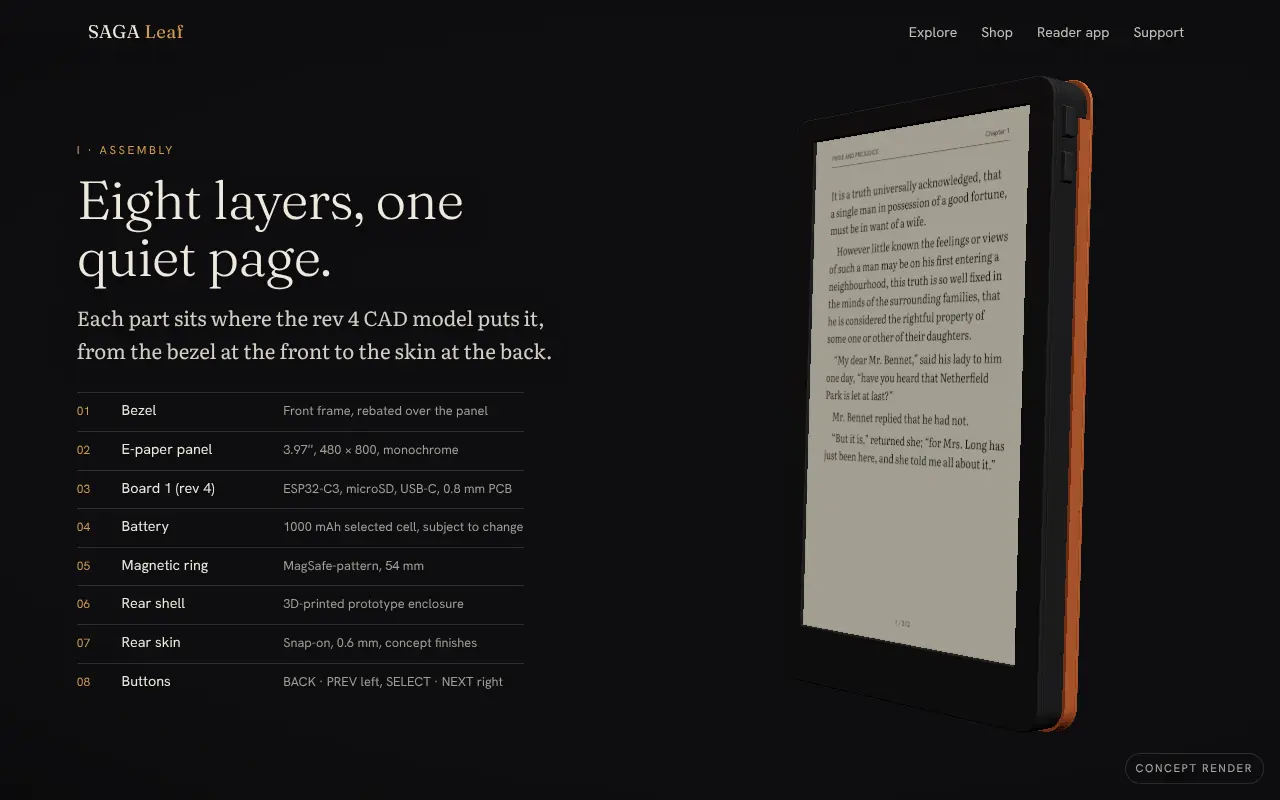 SAGA Leaf
Explore Shop Reader app Support
I · ASSEMBLY
Eight layers, one
quiet page.
Each part sits where the rev 4 CAD model puts it,
from the bezel at the front to the skin at the back.
01 Bezel Front frame, rebated over the panel
02 E-paper panel 3.97″, 480 × 800, monochrome
03 Board 1 (rev 4) ESP32-C3, microSD, USB-C, 0.8 mm PCB
04 Battery 1000 mAh selected cell, subject to change
05 Magnetic ring MagSafe-pattern, 54 mm
06 Rear shell 3D-printed prototype enclosure
07 Rear skin Snap-on, 0.6 mm, concept finishes
08 Buttons BACK · PREV left, SELECT · NEXT right
PRIDE AND PREJUDICE Chapter 1
It is a truth universally acknowledged, that
a single man in possession of a good fortune,
must be in want of a wife.
However little known the feelings or views
of such a man may be on his first entering a
neighbourhood, this truth is so well fixed in
the minds of the surrounding families, that
he is considered the rightful property of
some one or other of their daughters.
“My dear Mr. Bennet,” said his lady to him
one day, “have you heard that Netherfield
Park is let at last?”
Mr. Bennet replied that he had not.
“But it is,” returned she; “for Mrs. Long has
just been here, and she told me all about it.”
CONCEPT RENDER